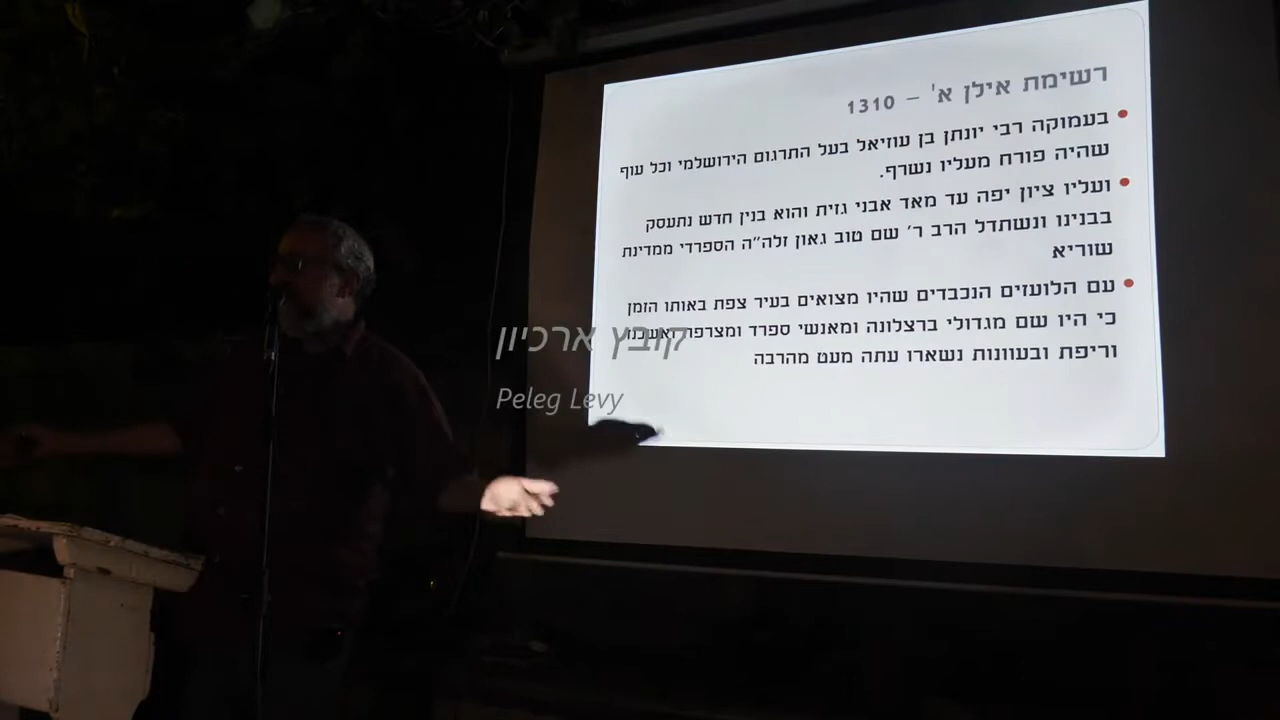 רשימת אילן א' – 1310
בעמוקה רבי יונתן בן עוזיאל בעל התרגום הירושלמי וכל עוף
שהיה פורח מעליו נשרף.
ועליו ציון יפה עד מאד אבני גזית והוא בנין חדש נתעסק
בבנינו ונשתדל הרב ר' שם טוב גאון זלה"ה הספרדי ממדינת
שוריא
עם הלועזים הנכבדים שהיו מצואים בעיר צפת באותו הזמן
כי היו שם מגדולי ברצלונה ומאנשי ספרד ומצרפת
וריפת ובעוונות נשארו עתה מעט מהרבה
קובץ ארכיון
Peleg Levy